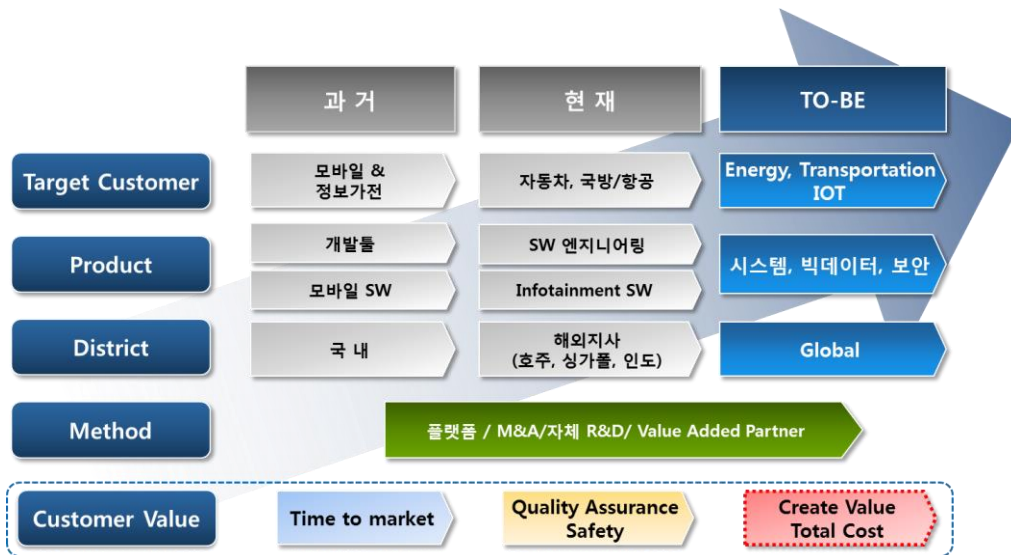 과 거
현 재
TO-BE
Target Customer
모바일 &
정보가전
자동차, 국방/항공
Energy, Transportation
IOT
Product
개발툴
SW 엔지니어링
시스템, 빅데이터, 보안
모바일 SW
Infotainment SW
District
국 내
해외지사
(호주, 싱가폴, 인도)
Global
Method
플랫폼 / M&A/자체 R&D/ Value Added Partner
Customer Value
Time to market
Quality Assurance
Safety
Create Value
Total Cost